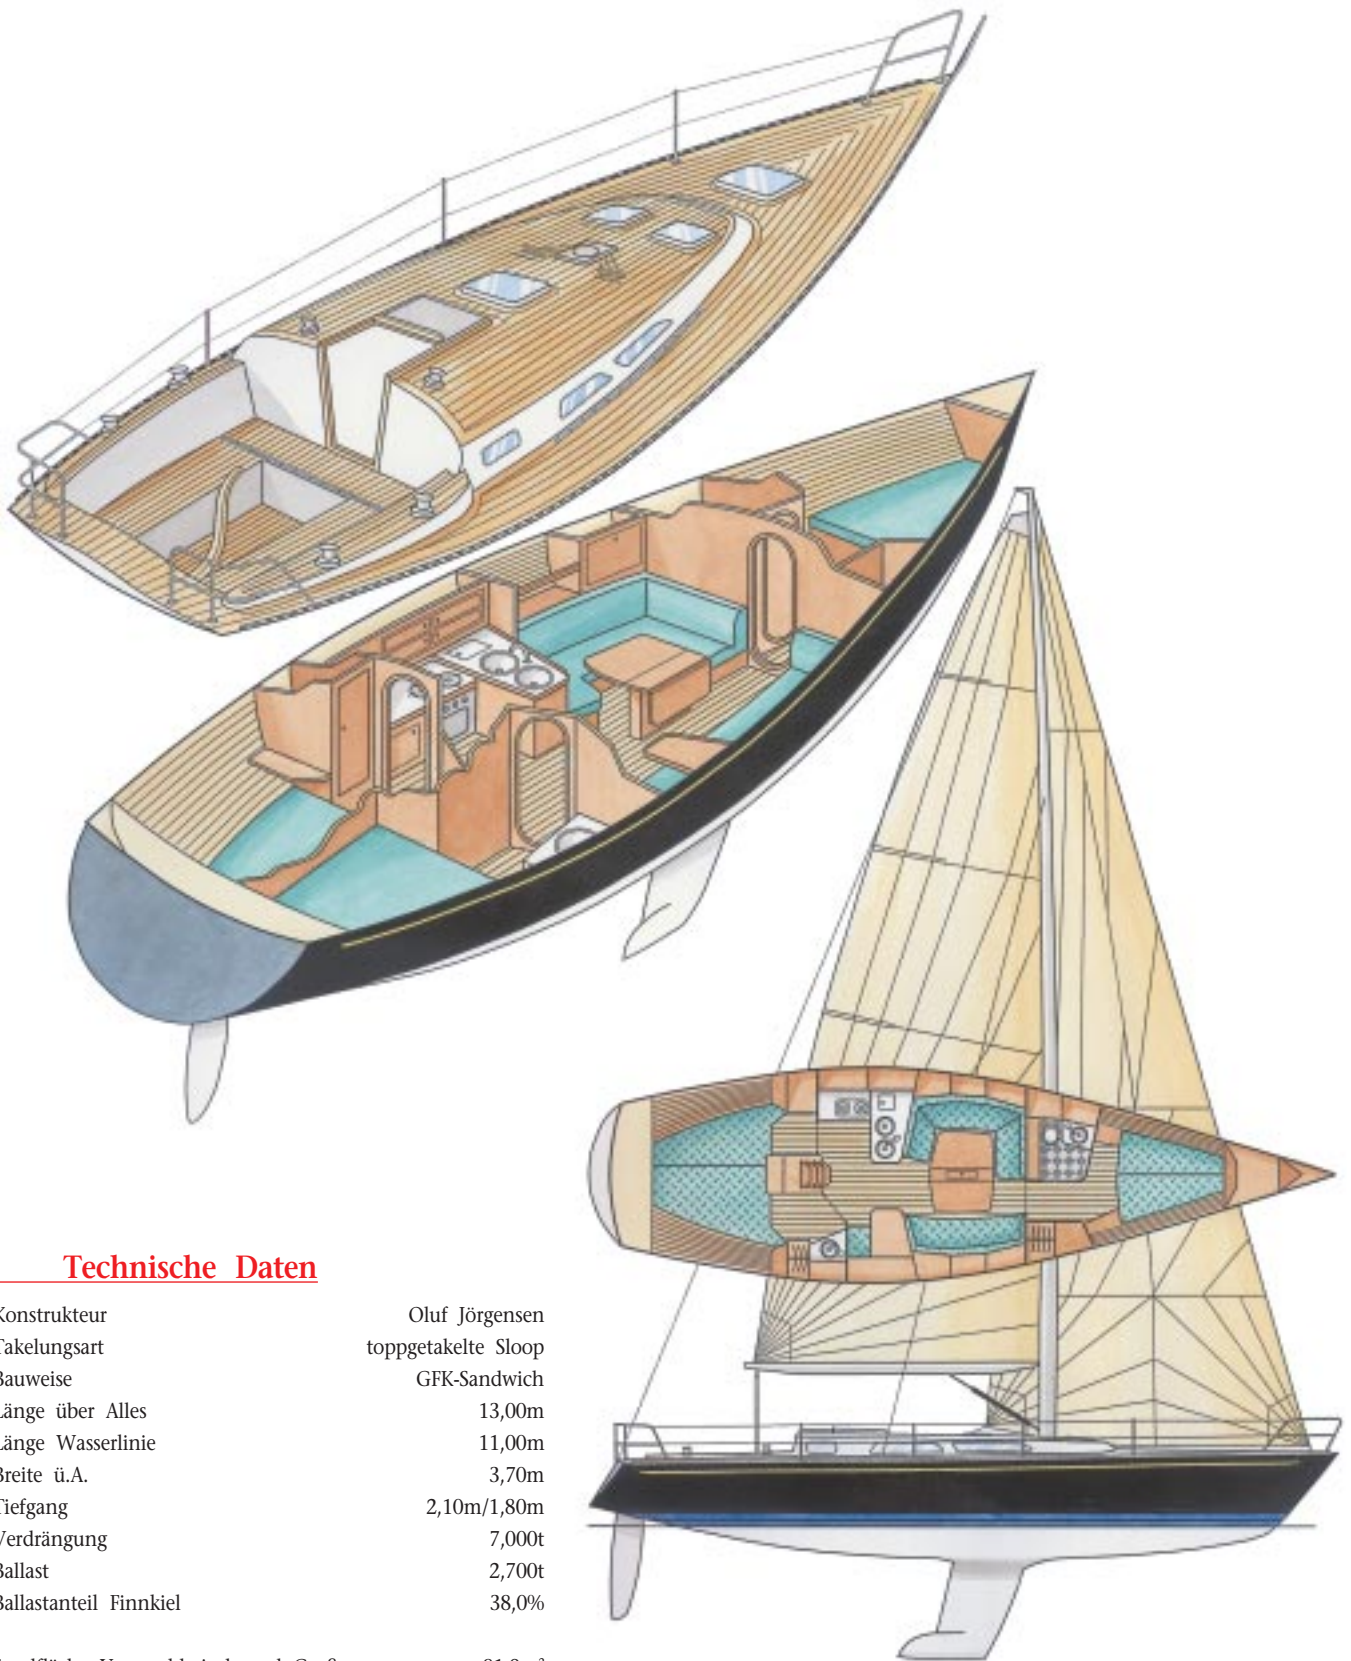 Technische Daten
Konstrukteur Oluf Jörgensen
Takelungsart toppgetakelte Sloop
Bauweise GFK-Sandwich
Länge über Alles 13,00m
Länge Wasserlinie 11,00m
Breite ü.A. 3,70m
Tiefgang 2,10m/1,80m
Verdrängung 7,000t
Ballast 2,700t
Ballastanteil Finnkiel 38,0%